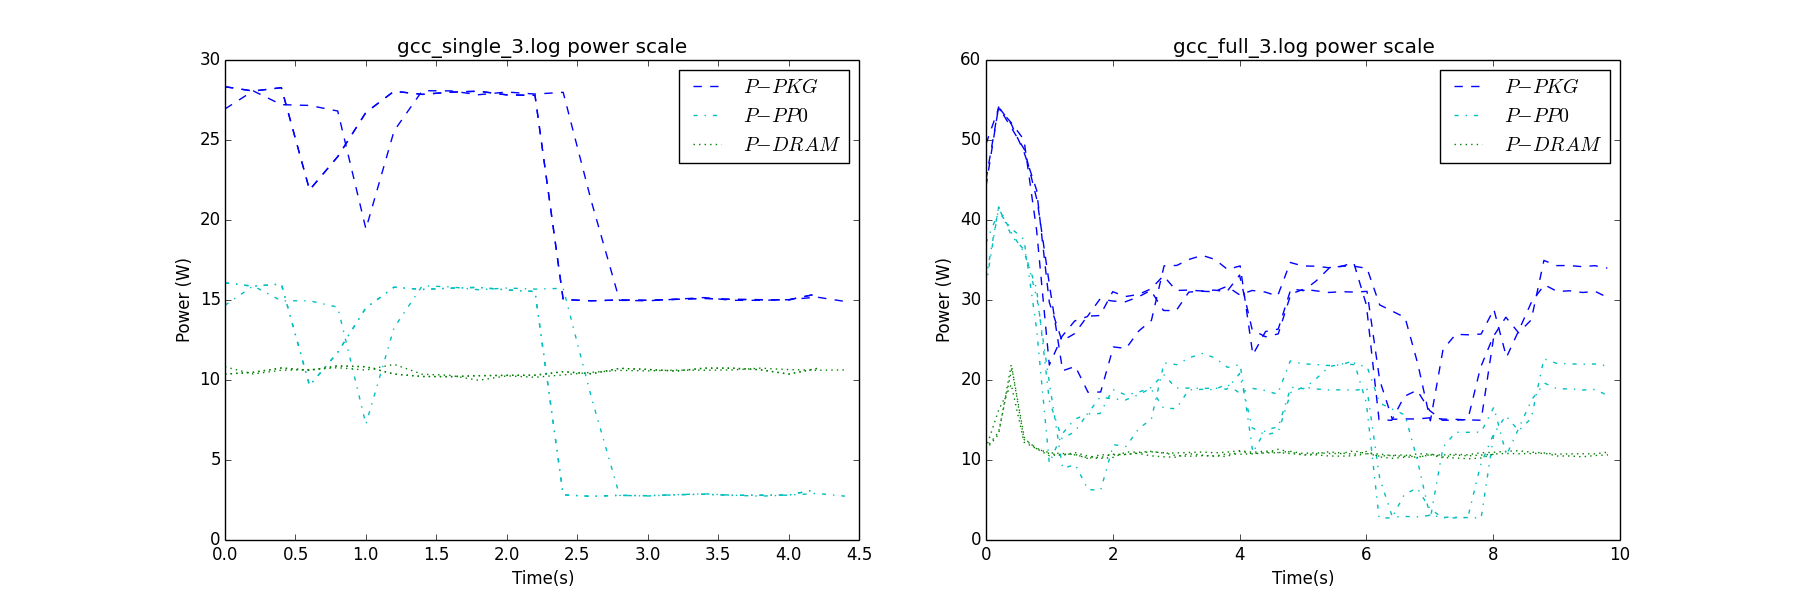 gcc_single_3.log power scale
30
25
20
15
10
5
0
Power (W)
0.0 0.5 1.0 1.5 2.0 2.5 3.0 3.5 4.0 4.5
Time(s)
P−PKG
P−PP0
P−DRAM
gcc_full_3.log power scale
60
50
40
30
20
10
0
Power (W)
0 2 4 6 8 10
Time(s)
P−PKG
P−PP0
P−DRAM